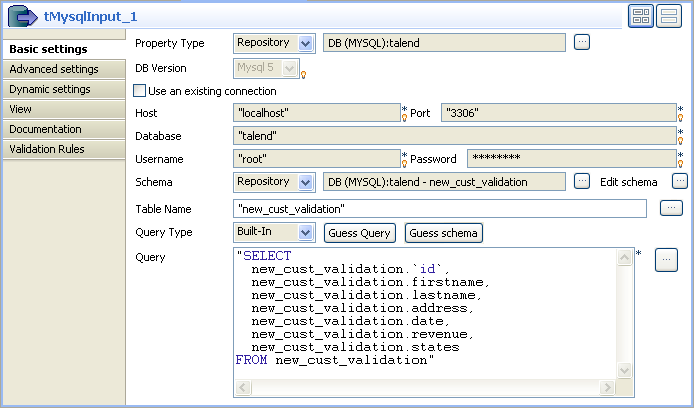 tMysqlInput_1
Basic settings
Advanced settings
Dynamic settings
View
Documentation
Validation Rules
Property Type Repository DB (MYSQL):talend ...
DB Version Mysql 5
Use an existing connection
Host "localhost" * Port "3306" *
Database "talend" *
Username "root" * Password ******** *
Schema Repository DB (MYSQL):talend - new_cust_validation ... Edit schema ...
Table Name "new_cust_validation" ...
Query Type Built-In Guess Query Guess schema
Query "SELECT * ...
new_cust_validation.`id`,
new_cust_validation.firstname,
new_cust_validation.lastname,
new_cust_validation.address,
new_cust_validation.date,
new_cust_validation.revenue,
new_cust_validation.states
FROM new_cust_validation"